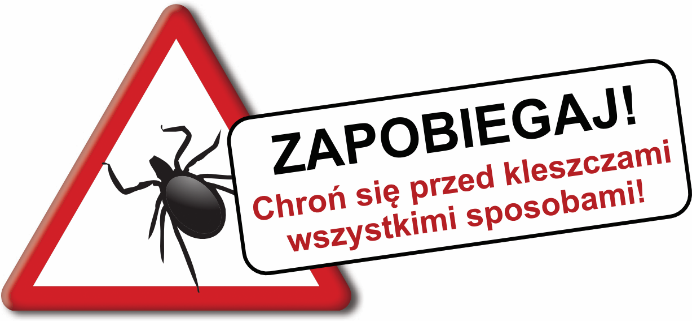 ZAPOBIEGAJ!
Chroń się przed kleszczami
wszystkimi sposobami!